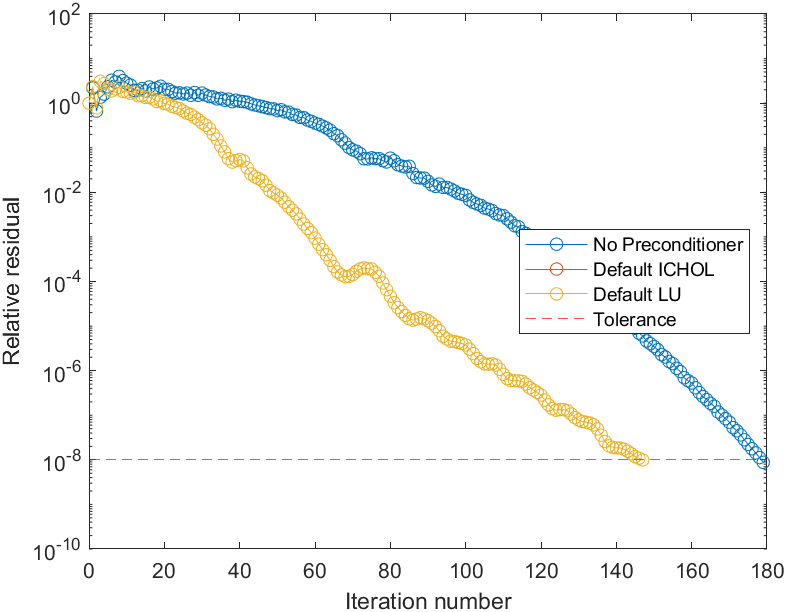 10^2
10^0
10^-2
10^-4
10^-6
10^-8
10^-10
Relative residual
No Preconditioner
Default ICHOL
Default LU
Tolerance
0 20 40 60 80 100 120 140 160 180
Iteration number